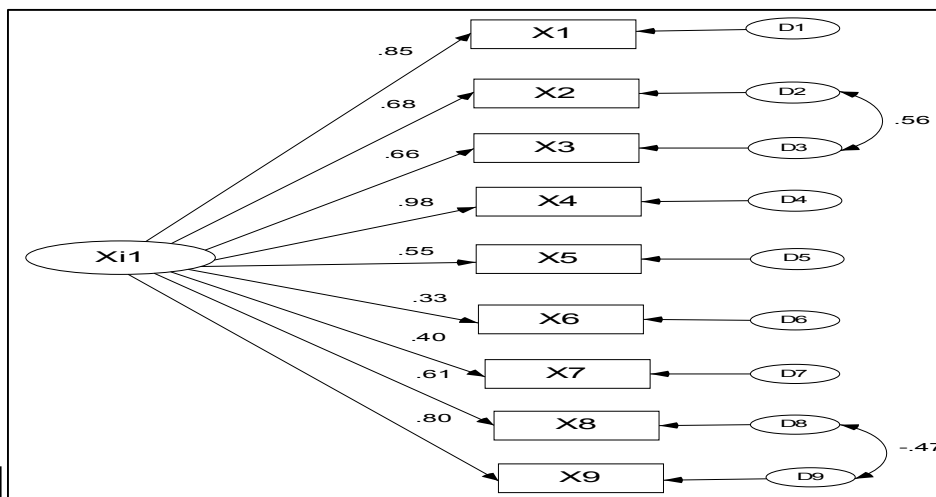 X1
D1
.85
X2
D2
.68
.56
X3
D3
.66
X4
D4
.98
Xi1
.55
X5
D5
.33
X6
D6
.40
X7
D7
.61
X8
D8
.80
-.47
X9
D9